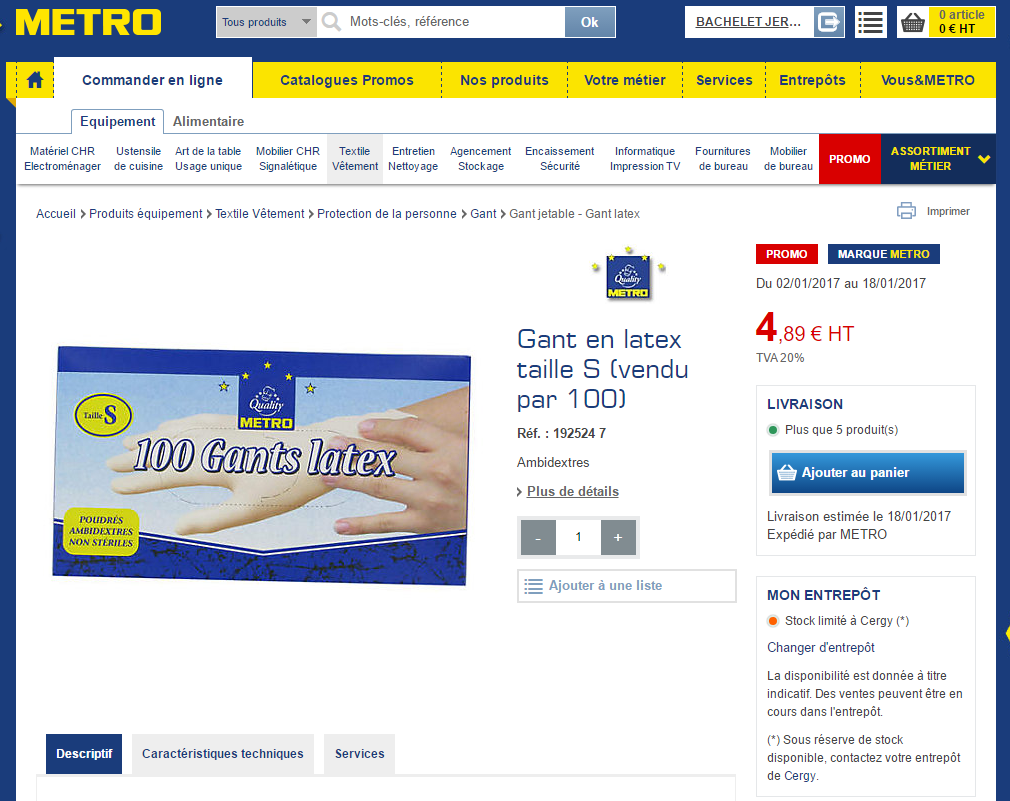 METRO
Tous produits
Mots-clés, référence
Ok
BACHELET JER...
0 article
0 € HT
Commander en ligne
Catalogues Promos
Nos produits
Votre métier
Services
Entrepôts
Vous&METRO
Equipement
Alimentaire
Matériel CHR
Electroménager
Ustensile
de cuisine
Art de la table
Usage unique
Mobilier CHR
Signalétique
Textile
Vêtement
Entretien
Nettoyage
Agencement
Stockage
Encaissement
Sécurité
Informatique
Impression TV
Fournitures
de bureau
Mobilier
de bureau
PROMO
ASSORTIMENT
MÉTIER
Accueil > Produits équipement > Textile Vêtement > Protection de la personne > Gant > Gant jetable - Gant latex
Imprimer
Quality
METRO
Taille S
Quality
METRO
100 Gants latex
POUDRÉS
AMBIDEXTRES
NON STÉRILES
Gant en latex
taille S (vendu
par 100)
Réf. : 192524 7
Ambidextres
> Plus de détails
- 1 +
Ajouter à une liste
PROMO
MARQUE METRO
Du 02/01/2017 au 18/01/2017
4,89 € HT
TVA 20%
LIVRAISON
Plus que 5 produit(s)
Ajouter au panier
Livraison estimée le 18/01/2017
Expédié par METRO
MON ENTREPÔT
Stock limité à Cergy (*)
Changer d'entrepôt
La disponibilité est donnée à titre
indicatif. Des ventes peuvent être en
cours dans l'entrepôt.
(*) Sous réserve de stock
disponible, contactez votre entrepôt
de Cergy.
Descriptif
Caractéristiques techniques
Services